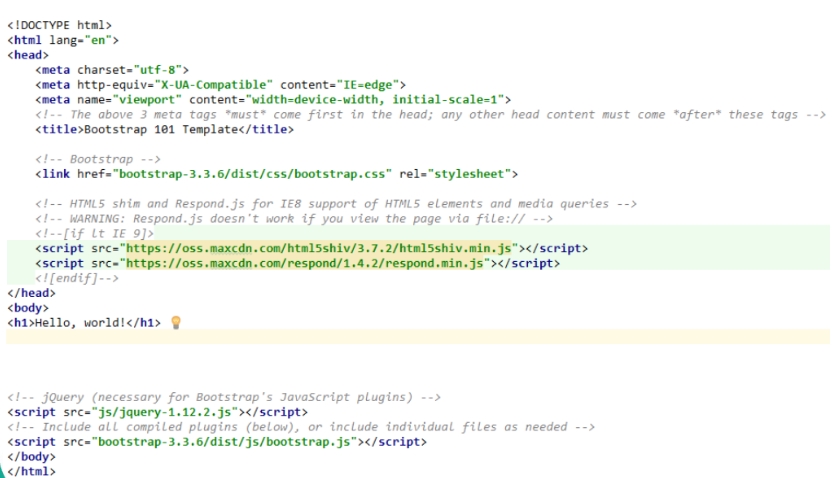 <!DOCTYPE html>
<html lang="en">
<head>
    <meta charset="utf-8">
    <meta http-equiv="X-UA-Compatible" content="IE=edge">
    <meta name="viewport" content="width=device-width, initial-scale=1">
    <!-- The above 3 meta tags *must* come first in the head; any other head content must come *after* these tags -->
    <title>Bootstrap 101 Template</title>
    <!-- Bootstrap -->
    <link href="bootstrap-3.3.6/dist/css/bootstrap.css" rel="stylesheet">
    <!-- HTML5 shim and Respond.js for IE8 support of HTML5 elements and media queries -->
    <!-- WARNING: Respond.js doesn't work if you view the page via file:// -->
    <!--[if lt IE 9]>
    <script src="https://oss.maxcdn.com/html5shiv/3.7.2/html5shiv.min.js"></script>
    <script src="https://oss.maxcdn.com/respond/1.4.2/respond.min.js"></script>
    <![endif]-->
</head>
<body>
<h1>Hello, world!</h1>
<!-- jQuery (necessary for Bootstrap's JavaScript plugins) -->
<script src="js/jquery-1.12.2.js"></script>
<!-- Include all compiled plugins (below), or include individual files as needed -->
<script src="bootstrap-3.3.6/dist/js/bootstrap.js"></script>
</body>
</html>